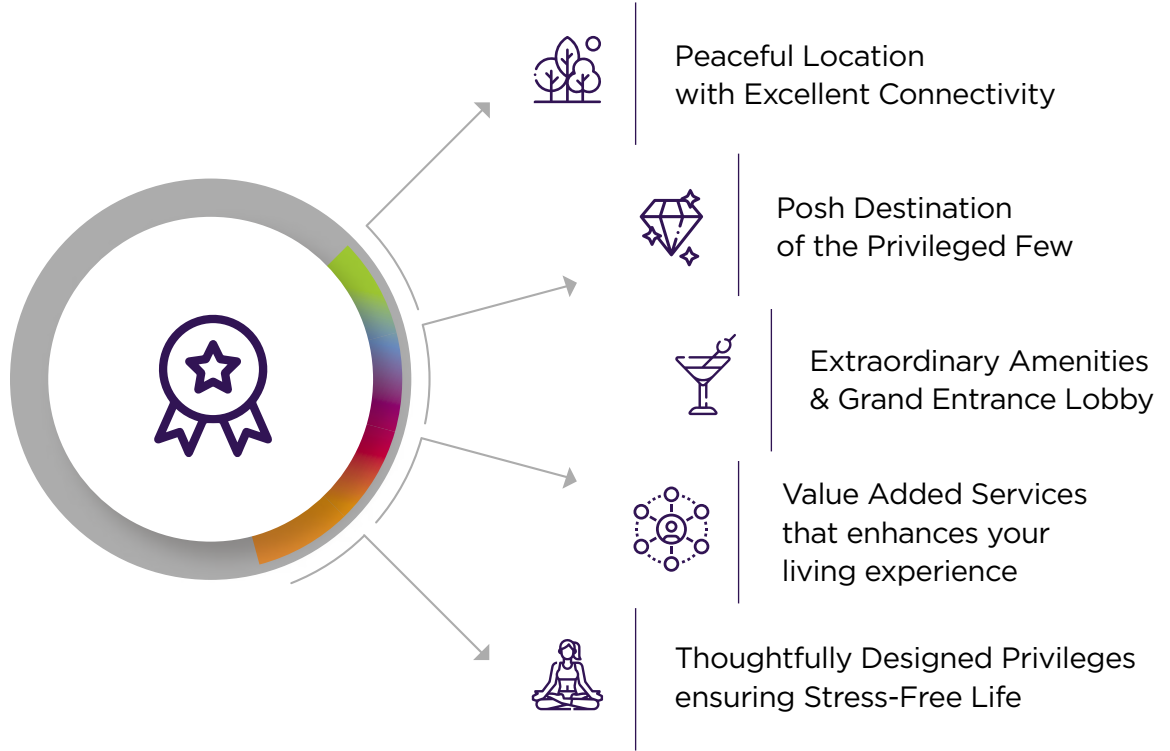 Peaceful Location
with Excellent Connectivity
Posh Destination
of the Privileged Few
Extraordinary Amenities
& Grand Entrance Lobby
Value Added Services
that enhances your
living experience
Thoughtfully Designed Privileges
ensuring Stress-Free Life